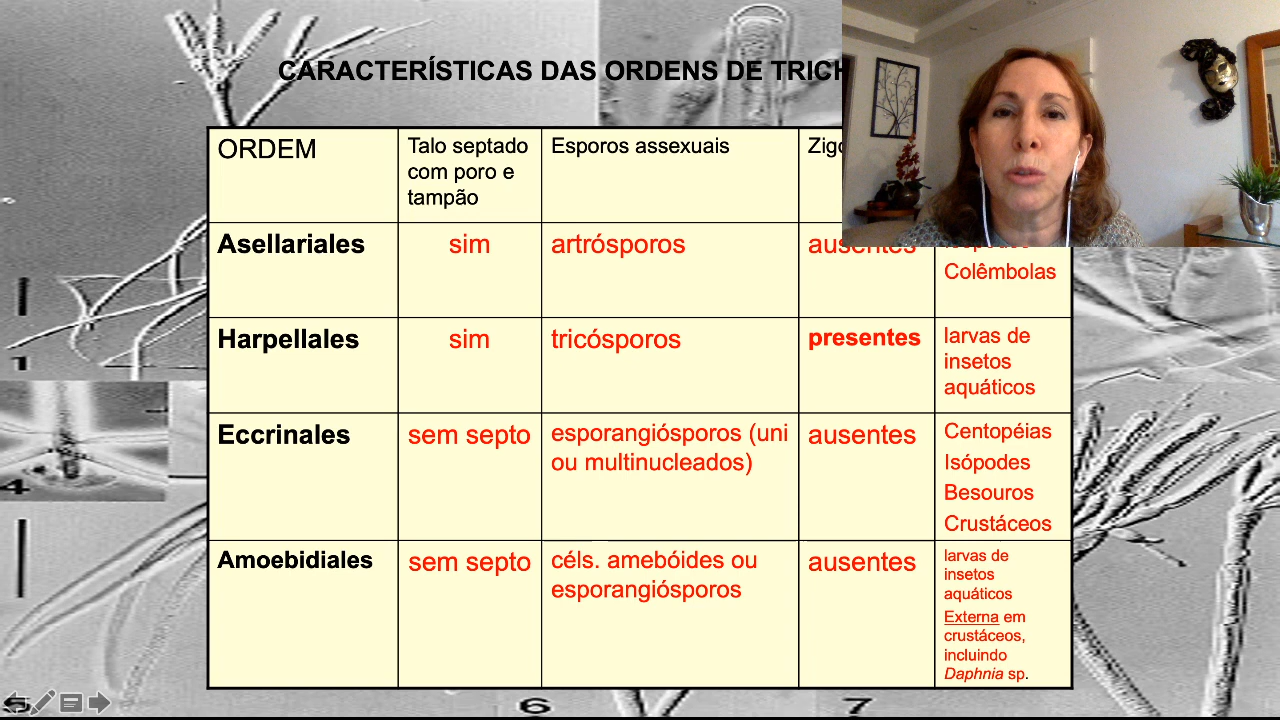 CARACTERÍSTICAS DAS ORDENS DE TRICH
ORDEM
Talo septado
com poro e
tampão
Esporos assexuais
Zigo
Asellariales
sim
artrósporos
ausentes
Colêmbolas
Harpellales
sim
tricósporos
presentes
larvas de
insetos
aquáticos
Eccrinales
sem septo
esporangiósporos (uni
ou multinucleados)
ausentes
Centopéias
Isópodes
Besouros
Crustáceos
Amoebidiales
sem septo
céls. amebóides ou
esporangiósporos
ausentes
larvas de
insetos
aquáticos
Externa em
crustáceos,
incluindo
Daphnia sp.
1
4
5
6
7